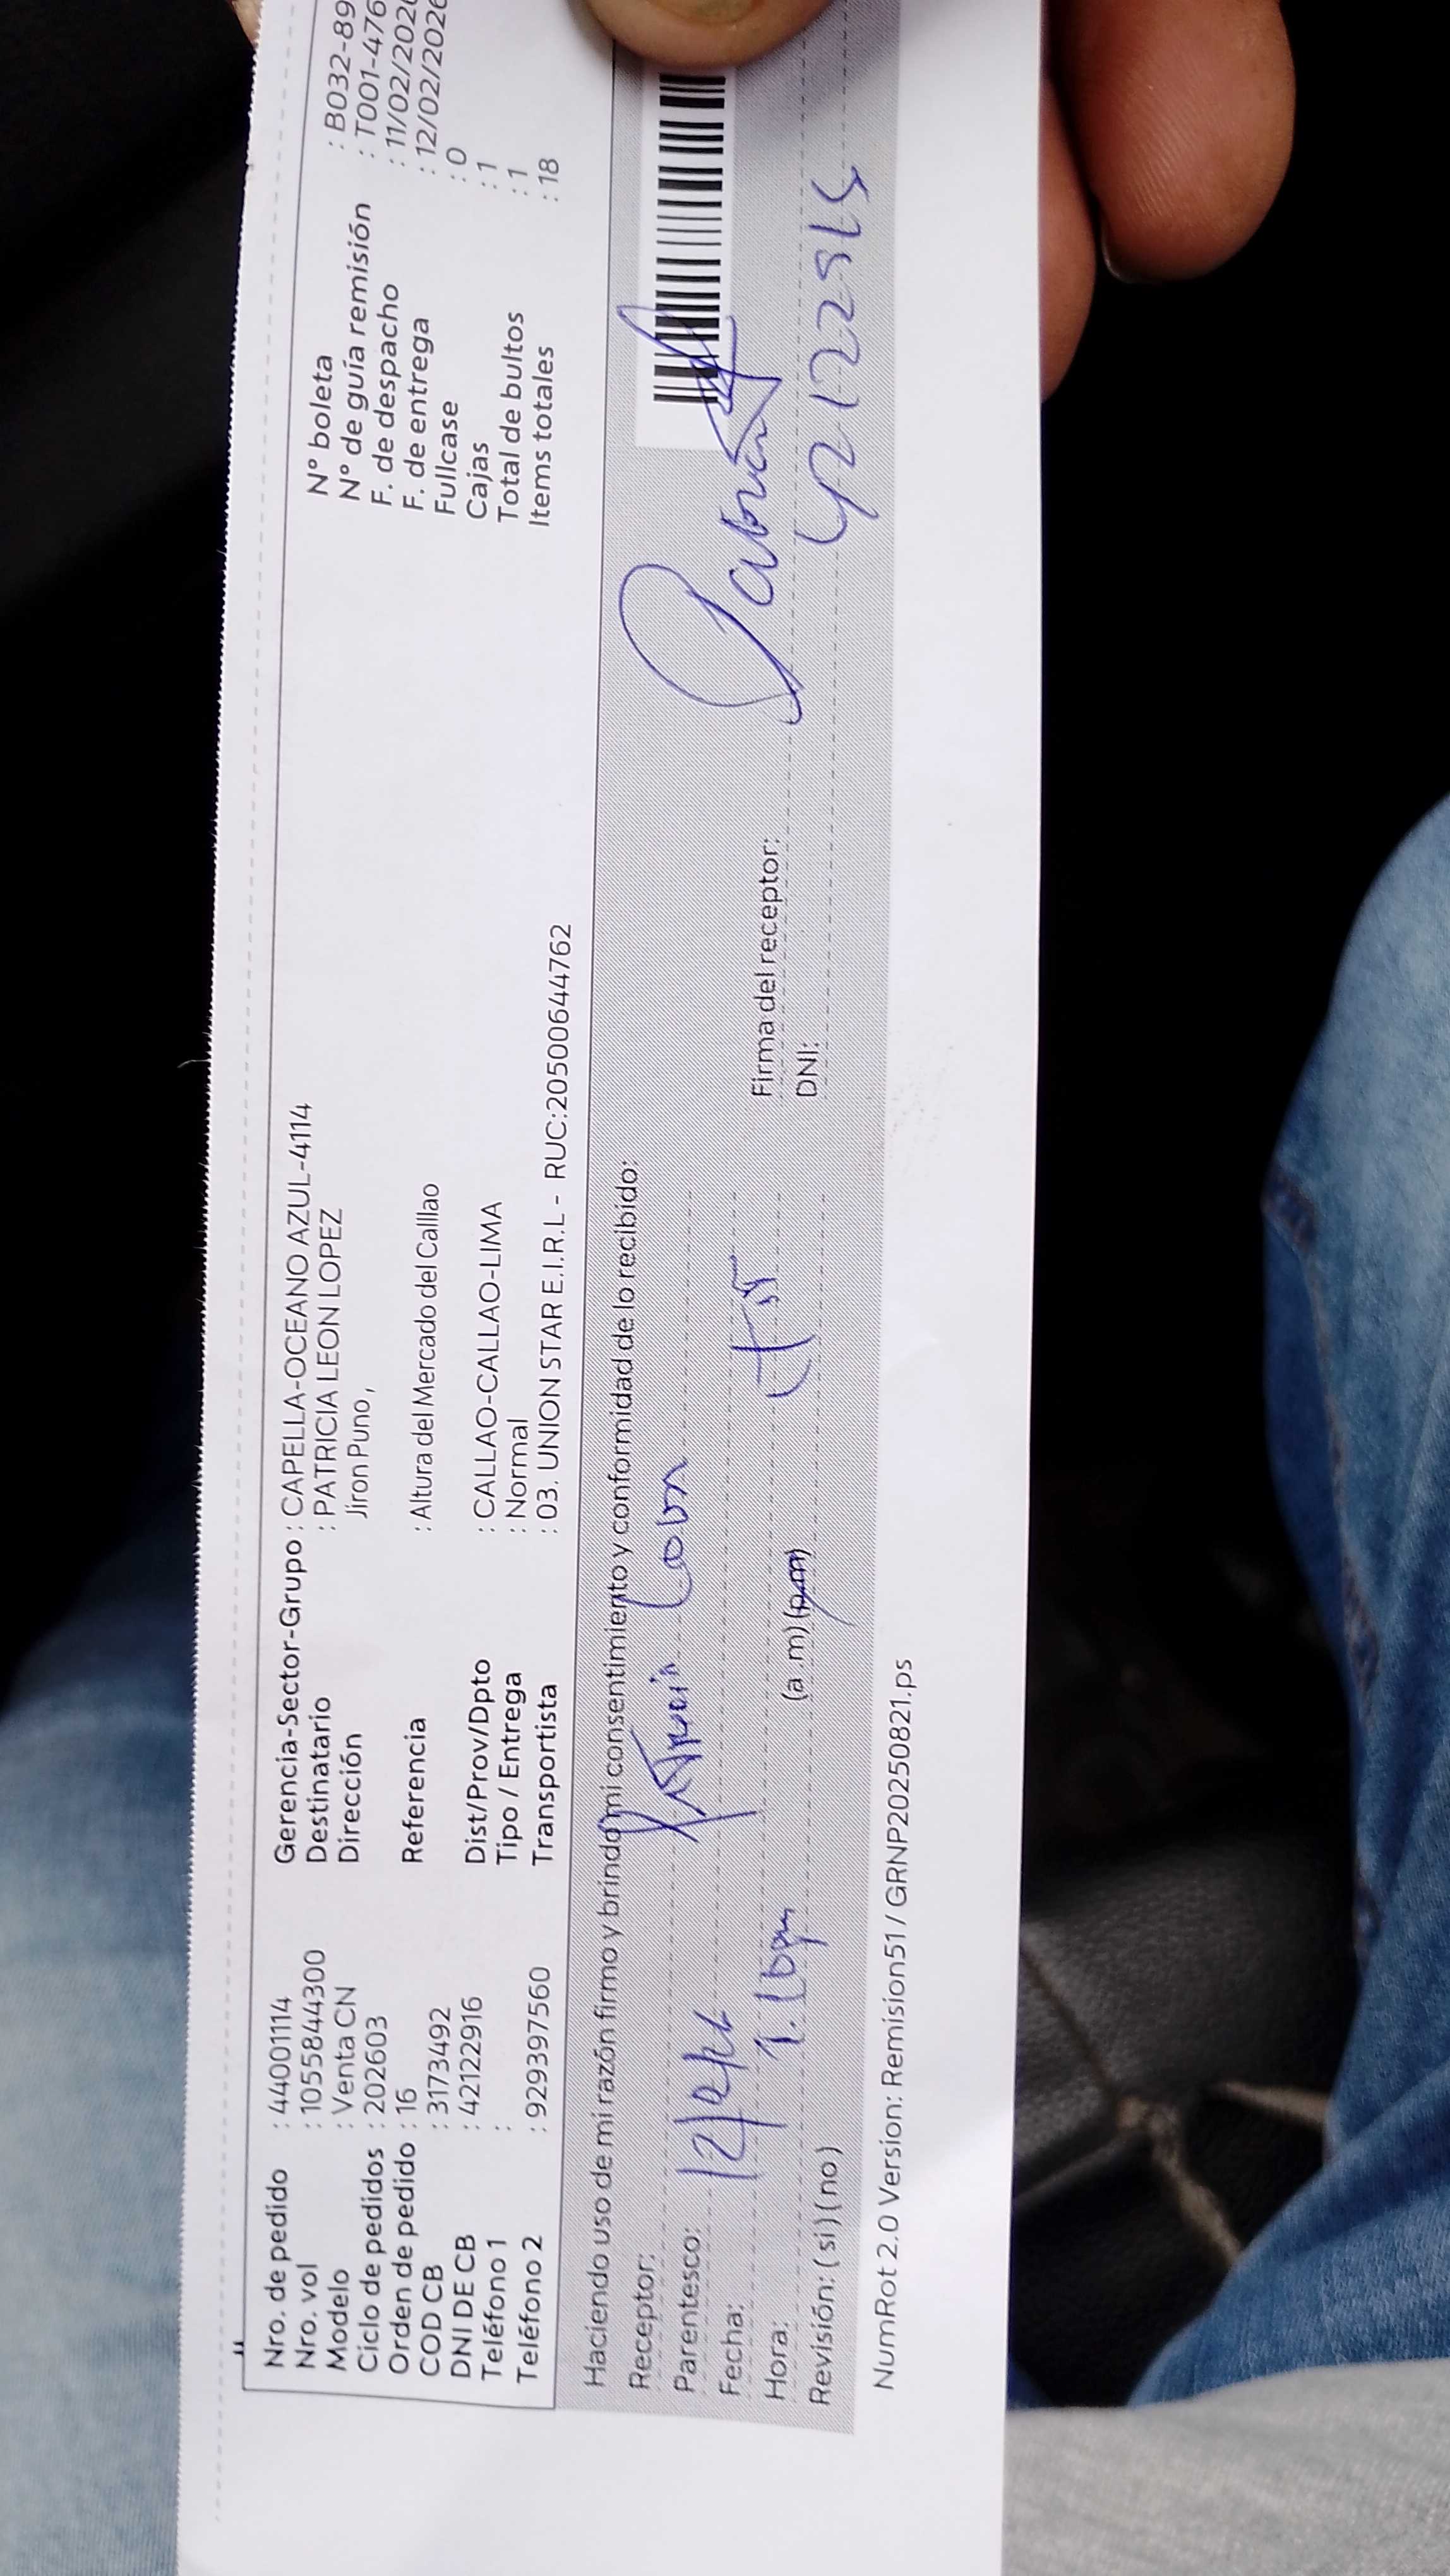 Nro. de pedido : 44001114
Nro. vol : 10558444300
Modelo : Venta CN
Ciclo de pedidos : 202603
Orden de pedido : 16
COD CB : 3173492
DNI DE CB : 42122916
Teléfono 1 :
Teléfono 2 : 929397560
Gerencia-Sector-Grupo : CAPELLA-OCEANO AZUL-4114
Destinatario : PATRICIA LEON LOPEZ
Dirección Jiron Puno,
Referencia : Altura del Mercado del Calllao
Dist/Prov/Dpto : CALLAO-CALLAO-LIMA
Tipo / Entrega : Normal
Transportista : 03. UNION STAR E.I.R.L - RUC:20500644762
N° boleta : B032-89
N° de guía remisión : T001-476
F. de despacho : 11/02/202
F. de entrega : 12/02/2026
Fullcase : 0
Cajas : 1
Total de bultos : 1
Items totales : 18
Haciendo uso de mi razón firmo y brindo mi consentimiento y conformidad de lo recibido:
Receptor: Patricia
Parentesco:
Fecha:
Hora: (a.m) (p.m)
Revisión: (si) (no)
Firma del receptor:
DNI:
NumRot 2.0 Version: Remision51 / GRNP20250821.ps